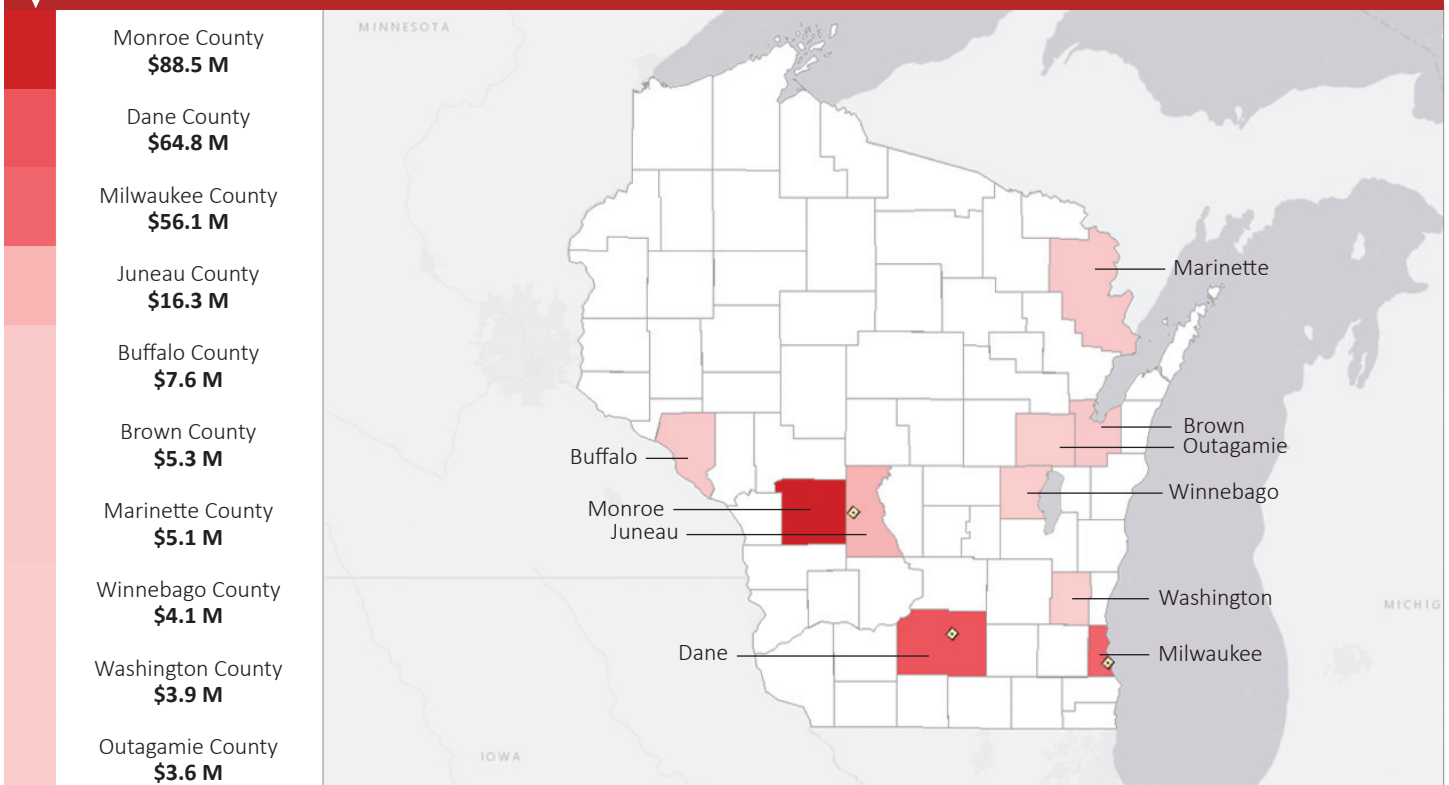 Monroe County
$88.5 M
Dane County
$64.8 M
Milwaukee County
$56.1 M
Juneau County
$16.3 M
Buffalo County
$7.6 M
Brown County
$5.3 M
Marinette County
$5.1 M
Winnebago County
$4.1 M
Washington County
$3.9 M
Outagamie County
$3.6 M
MINNESOTA
Marinette
Brown
Outagamie
Buffalo
Winnebago
Monroe
Juneau
Washington
MICHIG
Dane
Milwaukee
IOWA